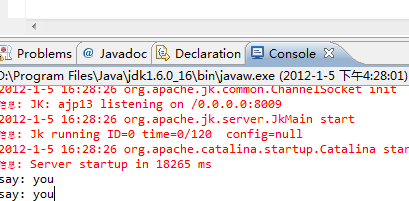 Problems @ Javadoc Declaration Console
D:\Program Files\Java\jdk1.6.0_16\bin\javaw.exe (2012-1-5 下午4:28:01)
2012-1-5 16:28:26 org.apache.jk.common.ChannelSocket init
信息: JK: ajp13 listening on /0.0.0.0:8009
2012-1-5 16:28:26 org.apache.jk.server.JkMain start
信息: Jk running ID=0 time=0/120 config=null
2012-1-5 16:28:26 org.apache.catalina.startup.Catalina star
信息: Server startup in 18265 ms
say: you
say: you